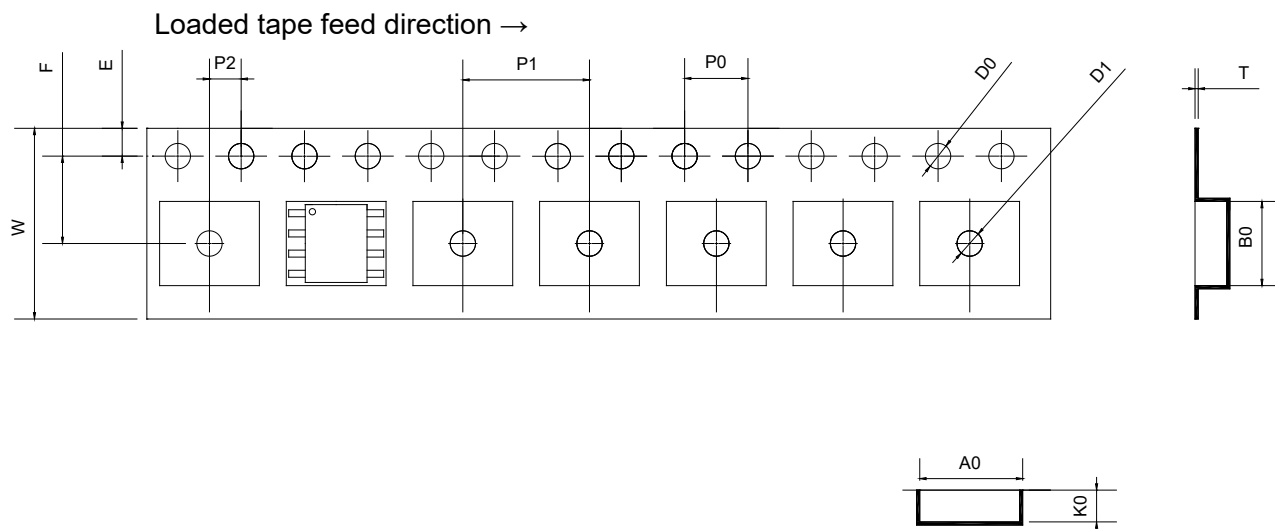 Loaded tape feed direction →
F
E
P2
P1
P0
D0
D1
T
W
B0
A0
K0